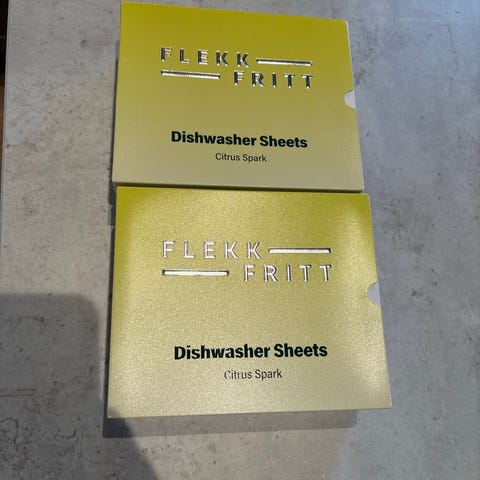 FLEKK
FRITT
Dishwasher Sheets
Citrus Spark
FLEKK
FRITT
Dishwasher Sheets
Citrus Spark